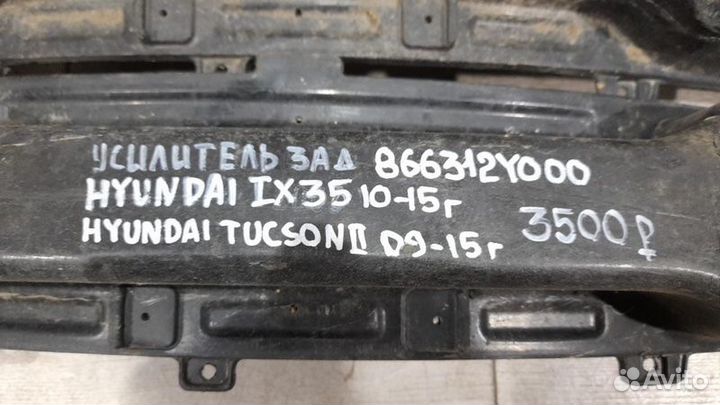 УСИЛИТЕЛЬ ЗАД 866312Y000
HYUNDAI IX35 10-15г
HYUNDAI TUCSON II 09-15г
3500₽
Avito